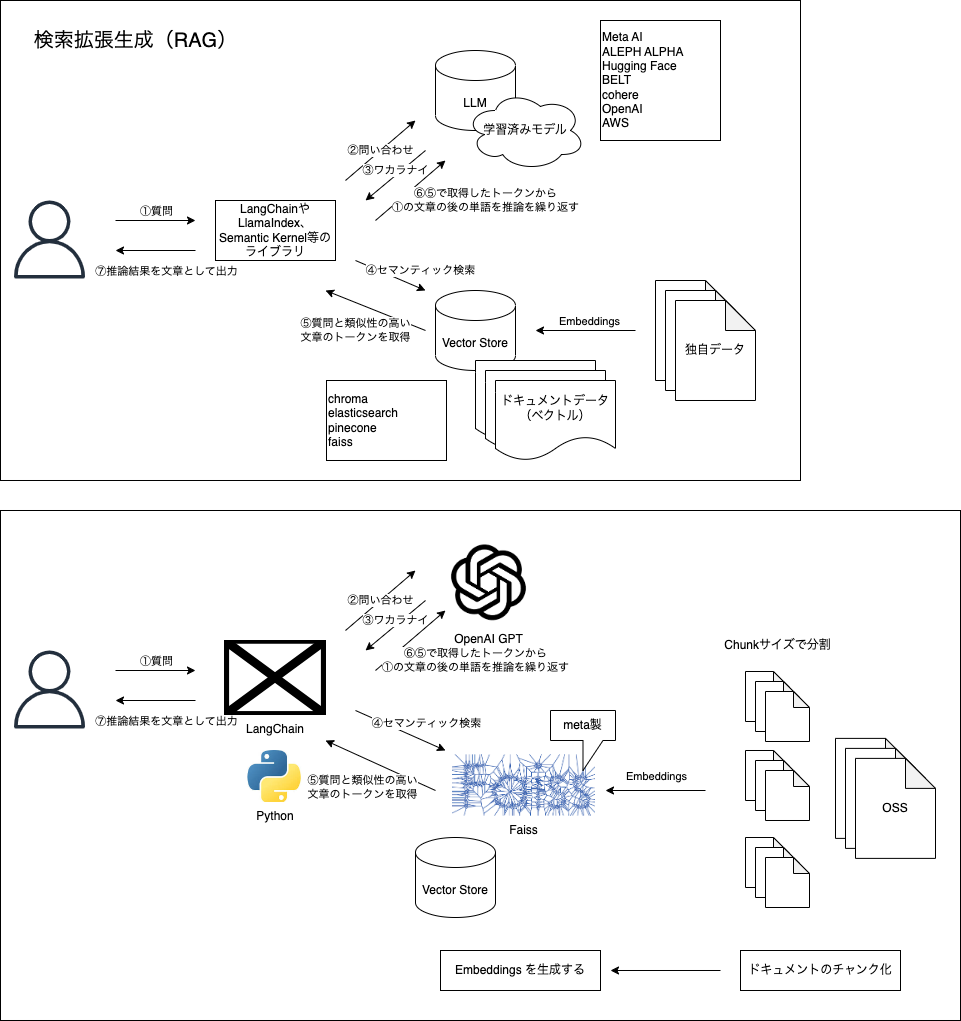 検索拡張生成（RAG）
Meta AI
ALEPH ALPHA
Hugging Face
BELT
cohere
OpenAI
AWS
LLM
学習済みモデル
②問い合わせ
③ワカラナイ
⑥⑤で取得したトークンから
①の文章の後の単語を推論を繰り返す
①質問
LangChainや
LlamaIndex、
Semantic Kernel等の
ライブラリ
⑦推論結果を文章として出力
④セマンティック検索
⑤質問と類似性の高い
文章のトークンを取得
Vector Store
Embeddings
独自データ
ドキュメントデータ
（ベクトル）
chroma
elasticsearch
pinecone
faiss
②問い合わせ
③ワカラナイ
OpenAI GPT
⑥⑤で取得したトークンから
①の文章の後の単語を推論を繰り返す
Chunkサイズで分割
①質問
⑦推論結果を文章として出力
LangChain
④セマンティック検索
meta製
⑤質問と類似性の高い
文章のトークンを取得
Python
Embeddings
Faiss
OSS
Vector Store
Embeddings を生成する
ドキュメントのチャンク化